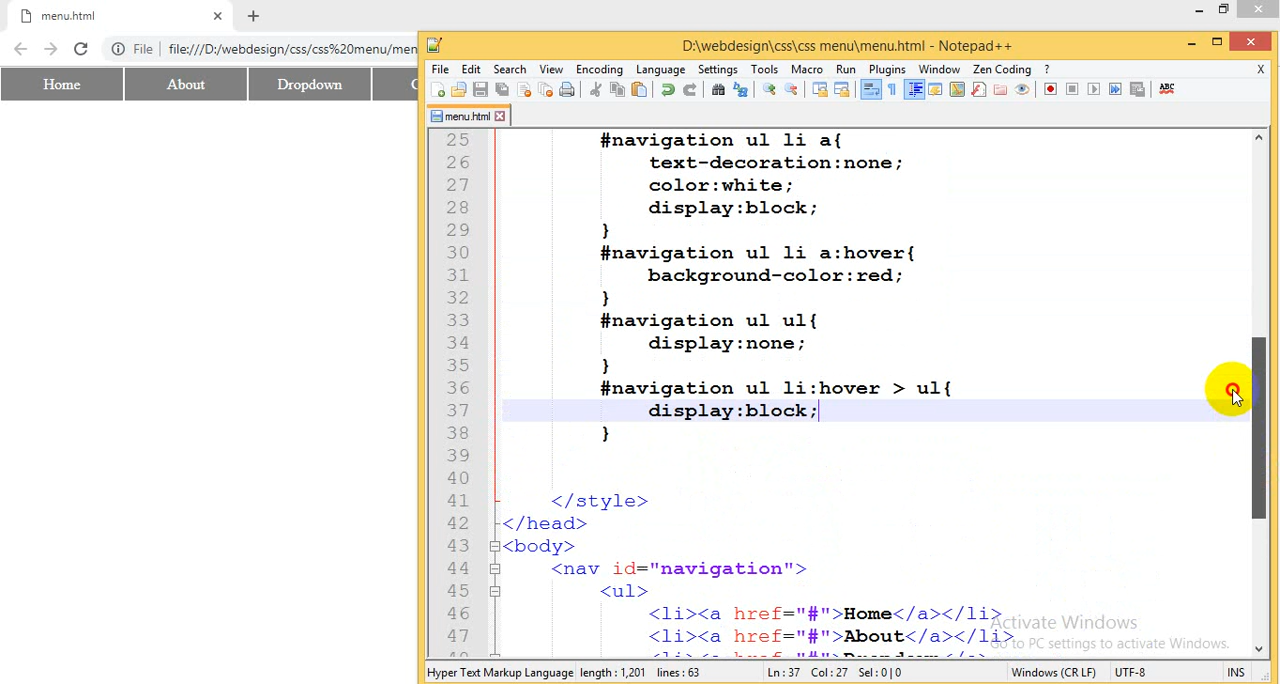 menu.html
File
file:///D:/webdesign/css/css%20menu/men
Home
About
Dropdown
D:\webdesign\css\css menu\menu.html - Notepad++
File Edit Search View Encoding Language Settings Tools Macro Run Plugins Window Zen Coding ? X
ABC
menu.html
25 #navigation ul li a{
26 text-decoration:none;
27 color:white;
28 display:block;
29 }
30 #navigation ul li a:hover{
31 background-color:red;
32 }
33 #navigation ul ul{
34 display:none;
35 }
36 #navigation ul li:hover > ul{
37 display:block;
38 }
39
40
41 </style>
42 </head>
43 <body>
44 <nav id="navigation">
45 <ul>
46 <li><a href="#">Home</a></li>
47 <li><a href="#">About</a></li>
Activate Windows
Go to PC settings to activate Windows.
Hyper Text Markup Language length : 1,201 lines : 63 Ln : 37 Col : 27 Sel : 0 | 0 Windows (CR LF) UTF-8 INS